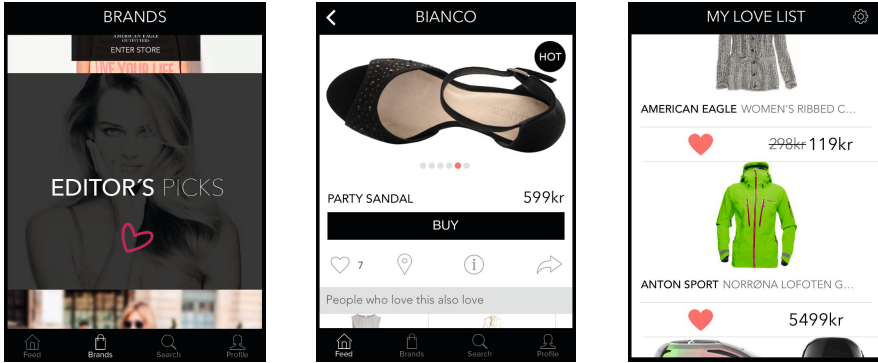 BRANDS
AMERICAN EAGLE
OUTFITTERS
ENTER STORE
LIVE YOUR LIFE
EDITOR'S PICKS
Feed
Brands
Search
Profile
BIANCO
HOT
PARTY SANDAL
599kr
BUY
7
People who love this also love
Feed
Brands
Search
Profile
MY LOVE LIST
AMERICAN EAGLE WOMEN'S RIBBED C...
298kr 119kr
ANTON SPORT NORRØNA LOFOTEN G...
5499kr